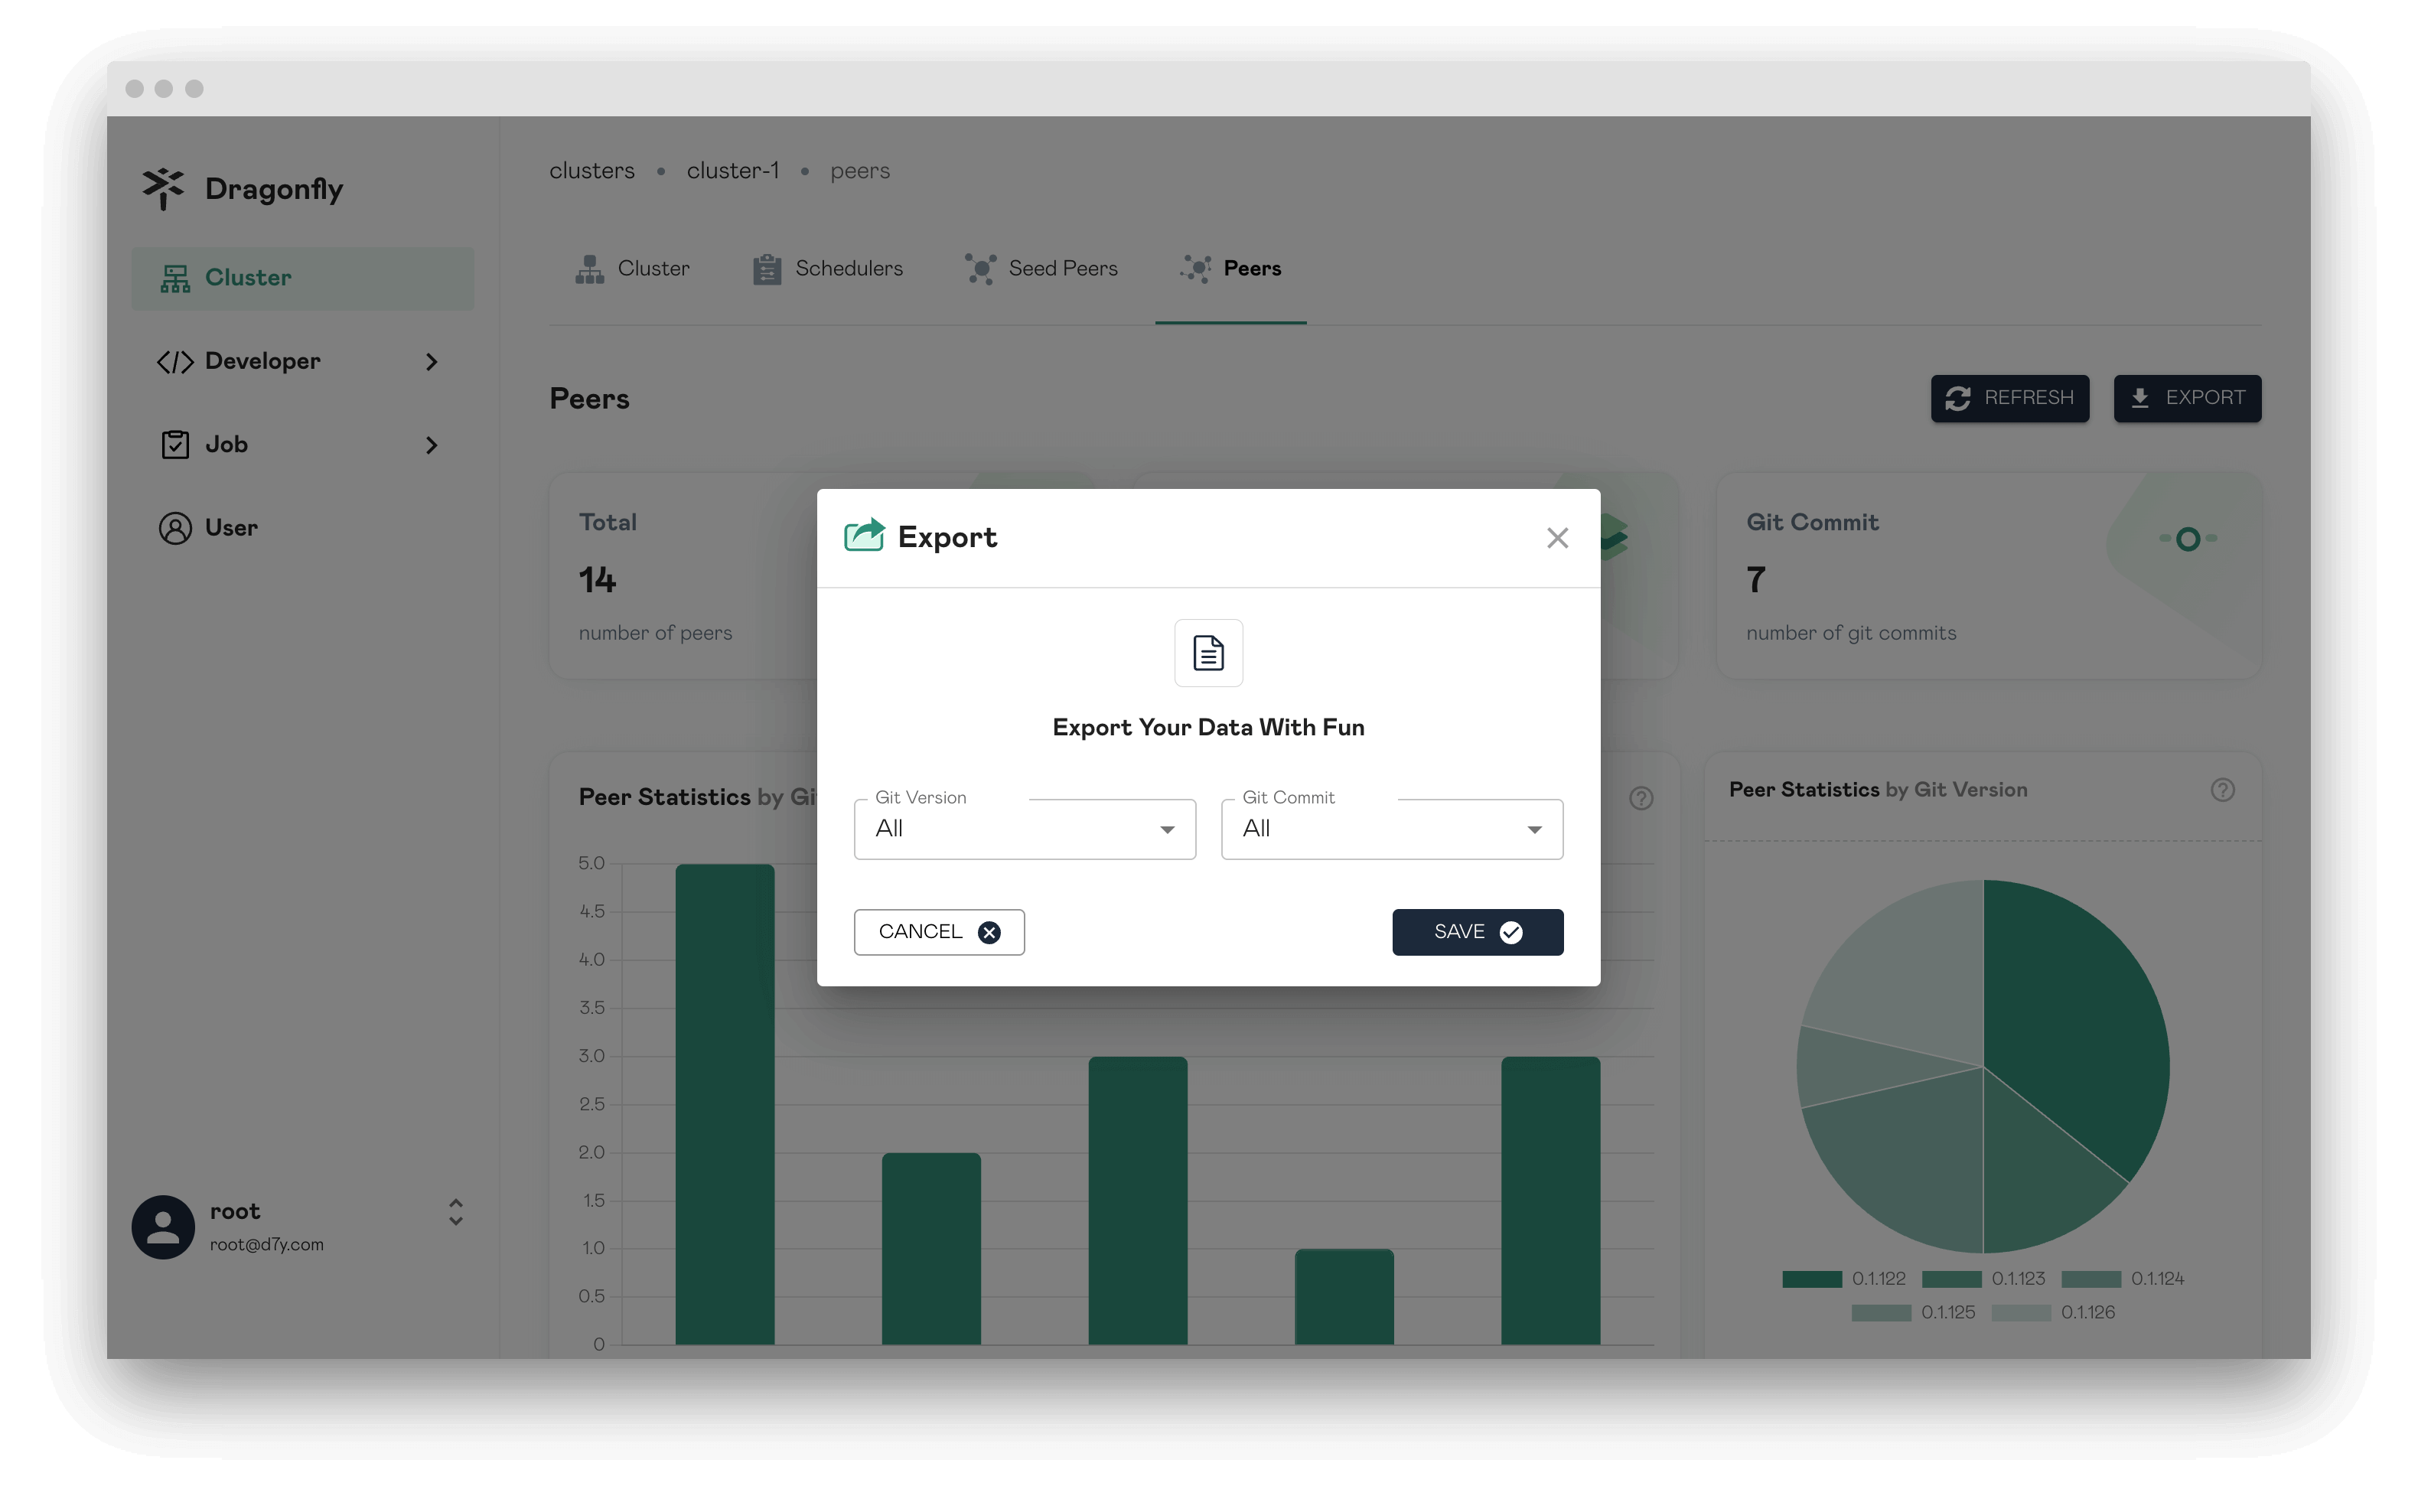 Dragonfly
Cluster
Developer
Job
User
root
root@d7y.com
clusters • cluster-1 • peers
Cluster
Schedulers
Seed Peers
Peers
Peers
REFRESH
EXPORT
Total
14
number of peers
Git Commit
7
number of git commits
Export
Export Your Data With Fun
Git Version
All
Git Commit
All
CANCEL
SAVE
Peer Statistics by
5.0
4.5
4.0
3.5
3.0
2.5
2.0
1.5
1.0
0.5
0
Peer Statistics by Git Version
0.1.122
0.1.123
0.1.124
0.1.125
0.1.126